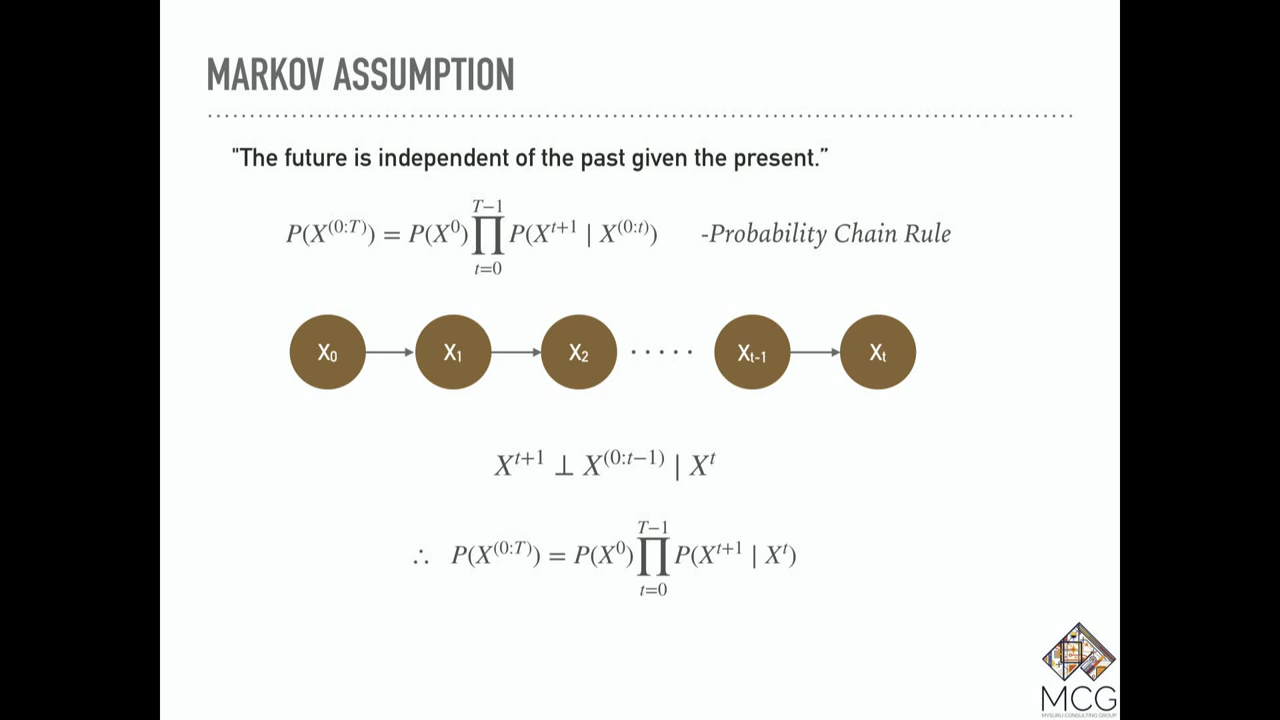 MARKOV ASSUMPTION
"The future is independent of the past given the present.”
P(X^{(0:T)}) = P(X^0) ∏_{t=0}^{T−1} P(X^{t+1} | X^{(0:t)}) -Probability Chain Rule
X₀ X₁ X₂ ····· X_{t-1} X_t
X^{t+1} ⊥ X^{(0:t−1)} | X^t
∴ P(X^{(0:T)}) = P(X^0) ∏_{t=0}^{T−1} P(X^{t+1} | X^t)
MCG
MYSURU CONSULTING GROUP